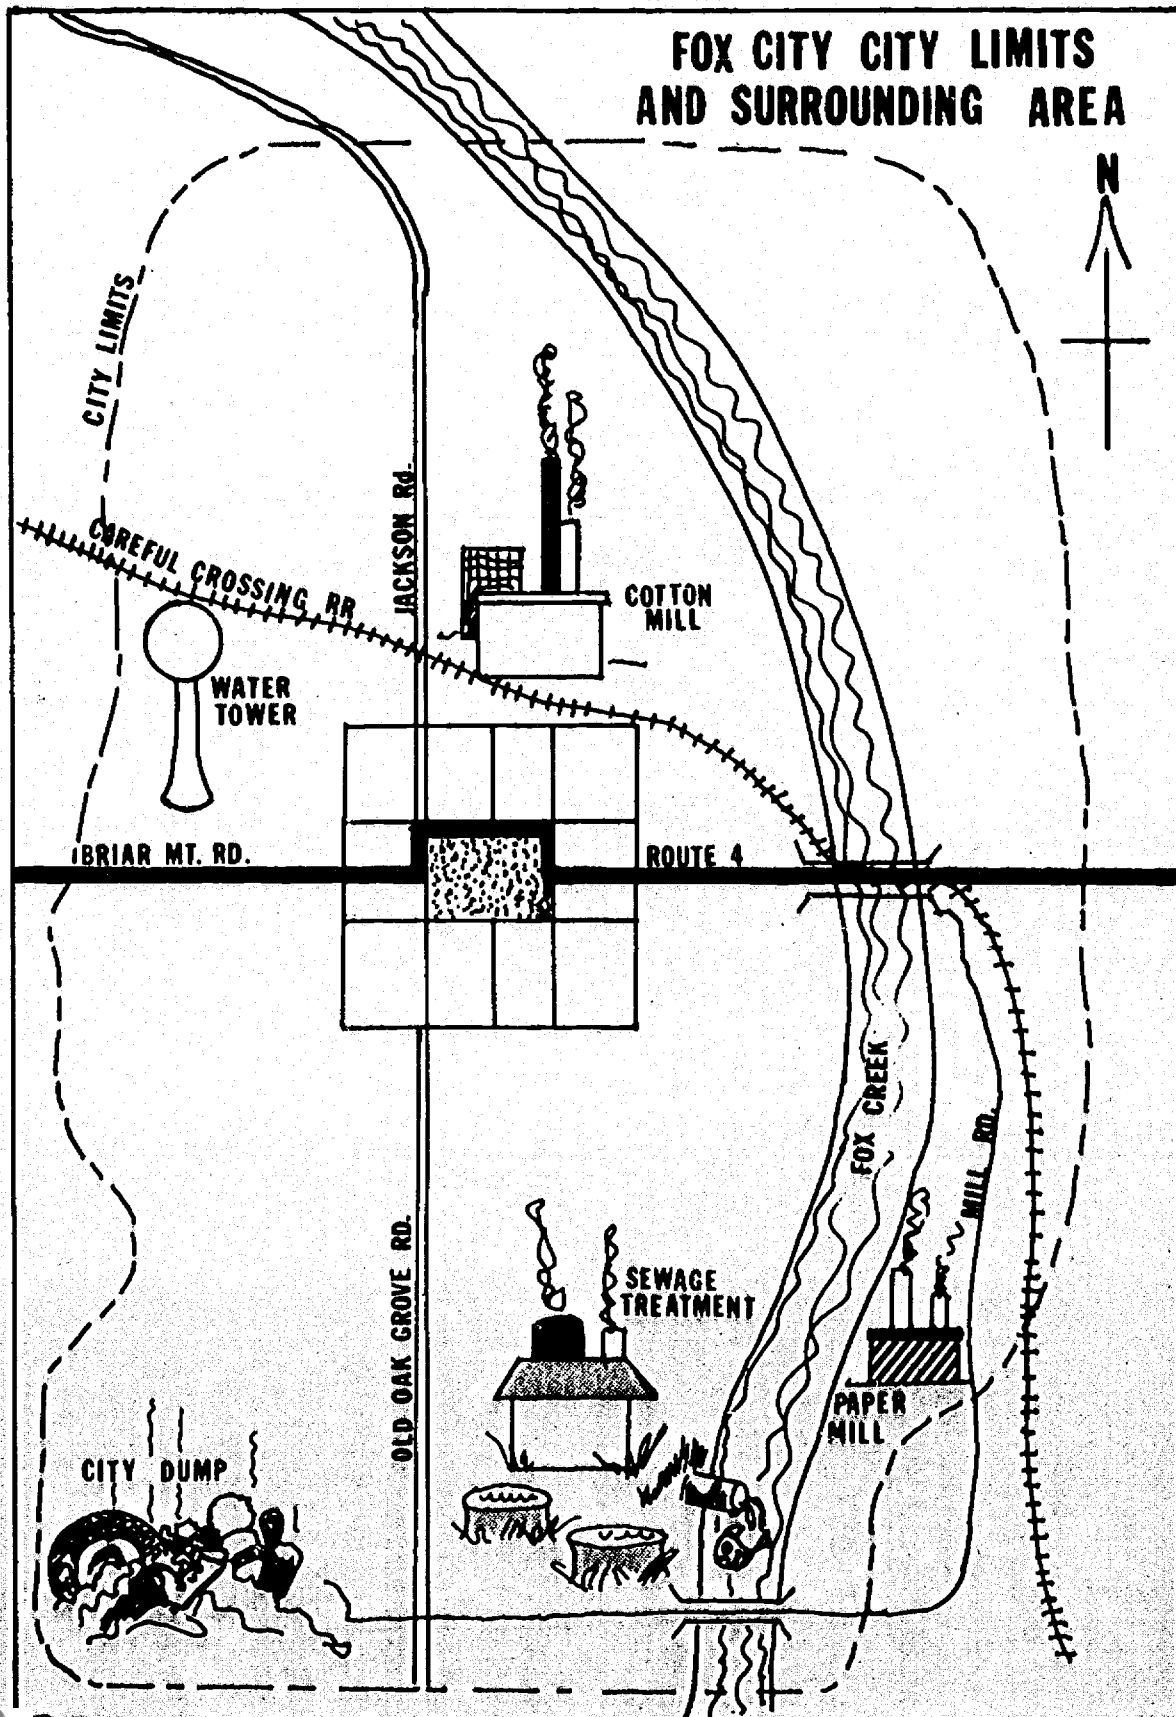 FOX CITY CITY LIMITS
AND SURROUNDING AREA
N
CITY LIMITS
JACKSON Rd.
CAREFUL CROSSING RR
COTTON
MILL
WATER
TOWER
BRIAR MT. RD.
ROUTE 4
FOX CREEK
MILL RD.
OLD OAK GROVE RD.
SEWAGE
TREATMENT
PAPER
MILL
CITY DUMP